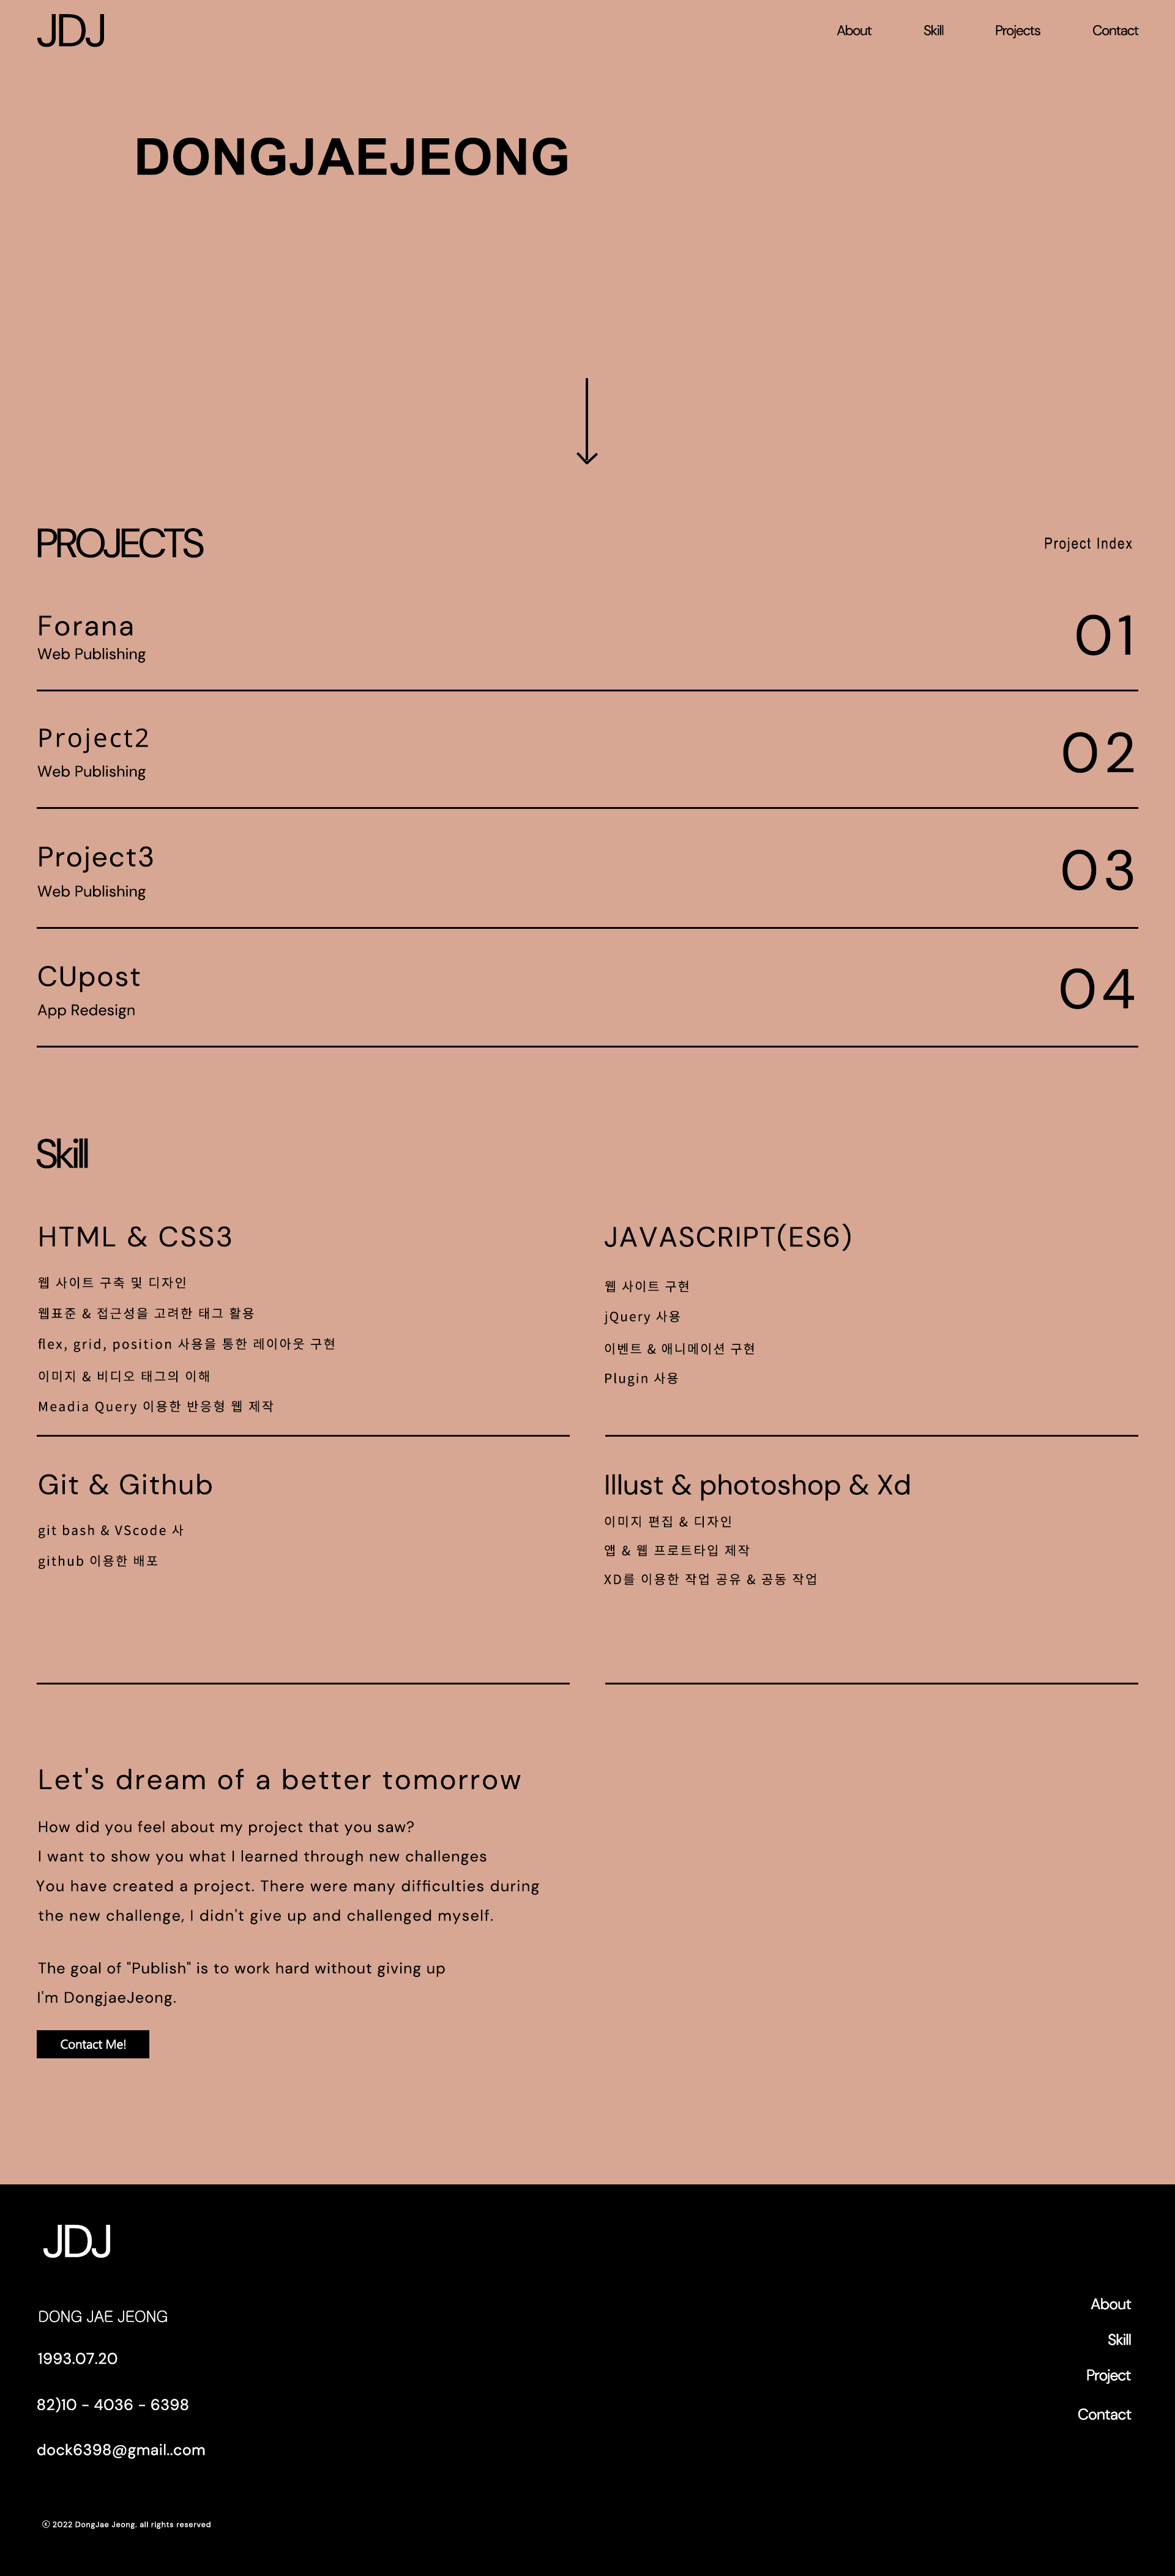 JDJ
About Skill Projects Contact
DONGJAEJEONG
PROJECTS
Project Index
Forana
Web Publishing
01
Project2
Web Publishing
02
Project3
Web Publishing
03
CUpost
App Redesign
04
Skill
HTML & CSS3
웹 사이트 구축 및 디자인
웹표준 & 접근성을 고려한 태그 활용
flex, grid, position 사용을 통한 레이아웃 구현
이미지 & 비디오 태그의 이해
Meadia Query 이용한 반응형 웹 제작
JAVASCRIPT(ES6)
웹 사이트 구현
jQuery 사용
이벤트 & 애니메이션 구현
Plugin 사용
Git & Github
git bash & VScode 사
github 이용한 배포
Illust & photoshop & Xd
이미지 편집 & 디자인
앱 & 웹 프로트타입 제작
XD를 이용한 작업 공유 & 공동 작업
Let's dream of a better tomorrow
How did you feel about my project that you saw?
I want to show you what I learned through new challenges
You have created a project. There were many difficulties during
the new challenge, I didn't give up and challenged myself.
The goal of "Publish" is to work hard without giving up
I'm DongjaeJeong.
Contact Me!
JDJ
DONG JAE JEONG
1993.07.20
82)10 - 4036 - 6398
dock6398@gmail..com
About
Skill
Project
Contact
ⓒ 2022 DongJae Jeong. all rights reserved